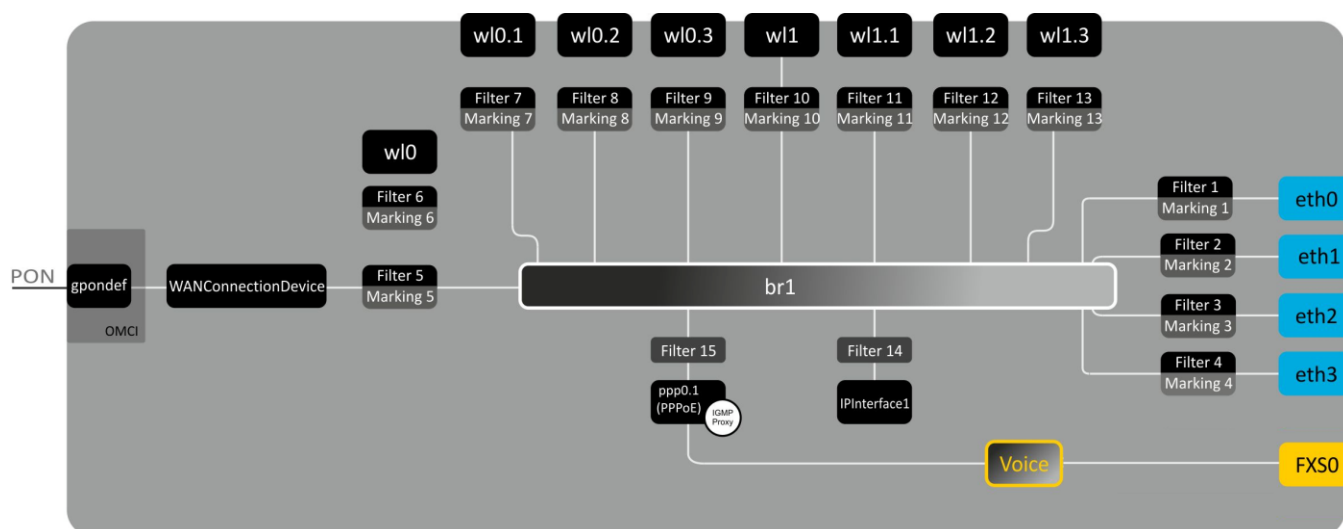 wl0.1 wl0.2 wl0.3 wl1 wl1.1 wl1.2 wl1.3
Filter 7 Filter 8 Filter 9 Filter 10 Filter 11 Filter 12 Filter 13
Marking 7 Marking 8 Marking 9 Marking 10 Marking 11 Marking 12 Marking 13
wl0
Filter 6
Marking 6
Filter 1
Marking 1
eth0
Filter 2
Marking 2
eth1
PON
gpondef
OMCI
WANConnectionDevice
Filter 5
Marking 5
br1
Filter 3
Marking 3
eth2
Filter 15
Filter 14
Filter 4
Marking 4
eth3
ppp0.1
(PPPoE)
IGMP
Proxy
IPInterface1
Voice
FXS0